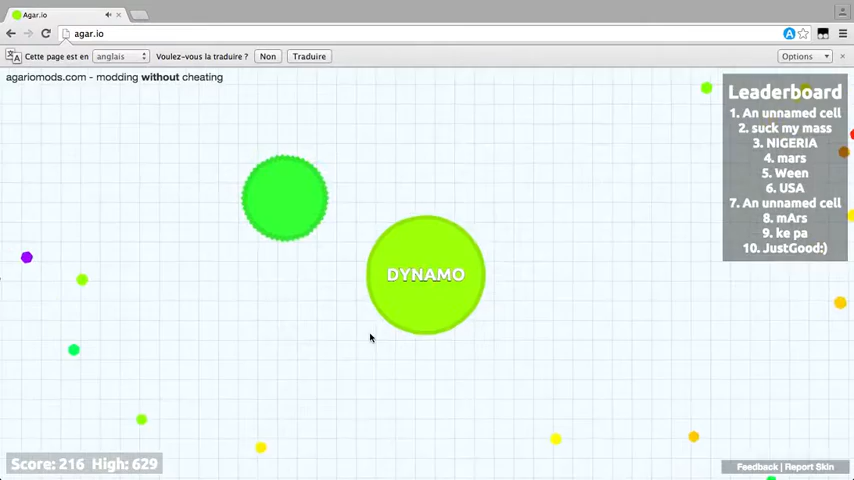 Agar.io
agar.io
Cette page est en anglais Voulez-vous la traduire ? Non Traduire Options
agariomods.com - modding without cheating
Leaderboard
1. An unnamed cell
2. suck my mass
3. NIGERIA
4. mars
5. Ween
6. USA
7. An unnamed cell
8. mArs
9. ke pa
10. JustGood:)
DYNAMO
Score: 216 High: 629
Feedback | Report Skin